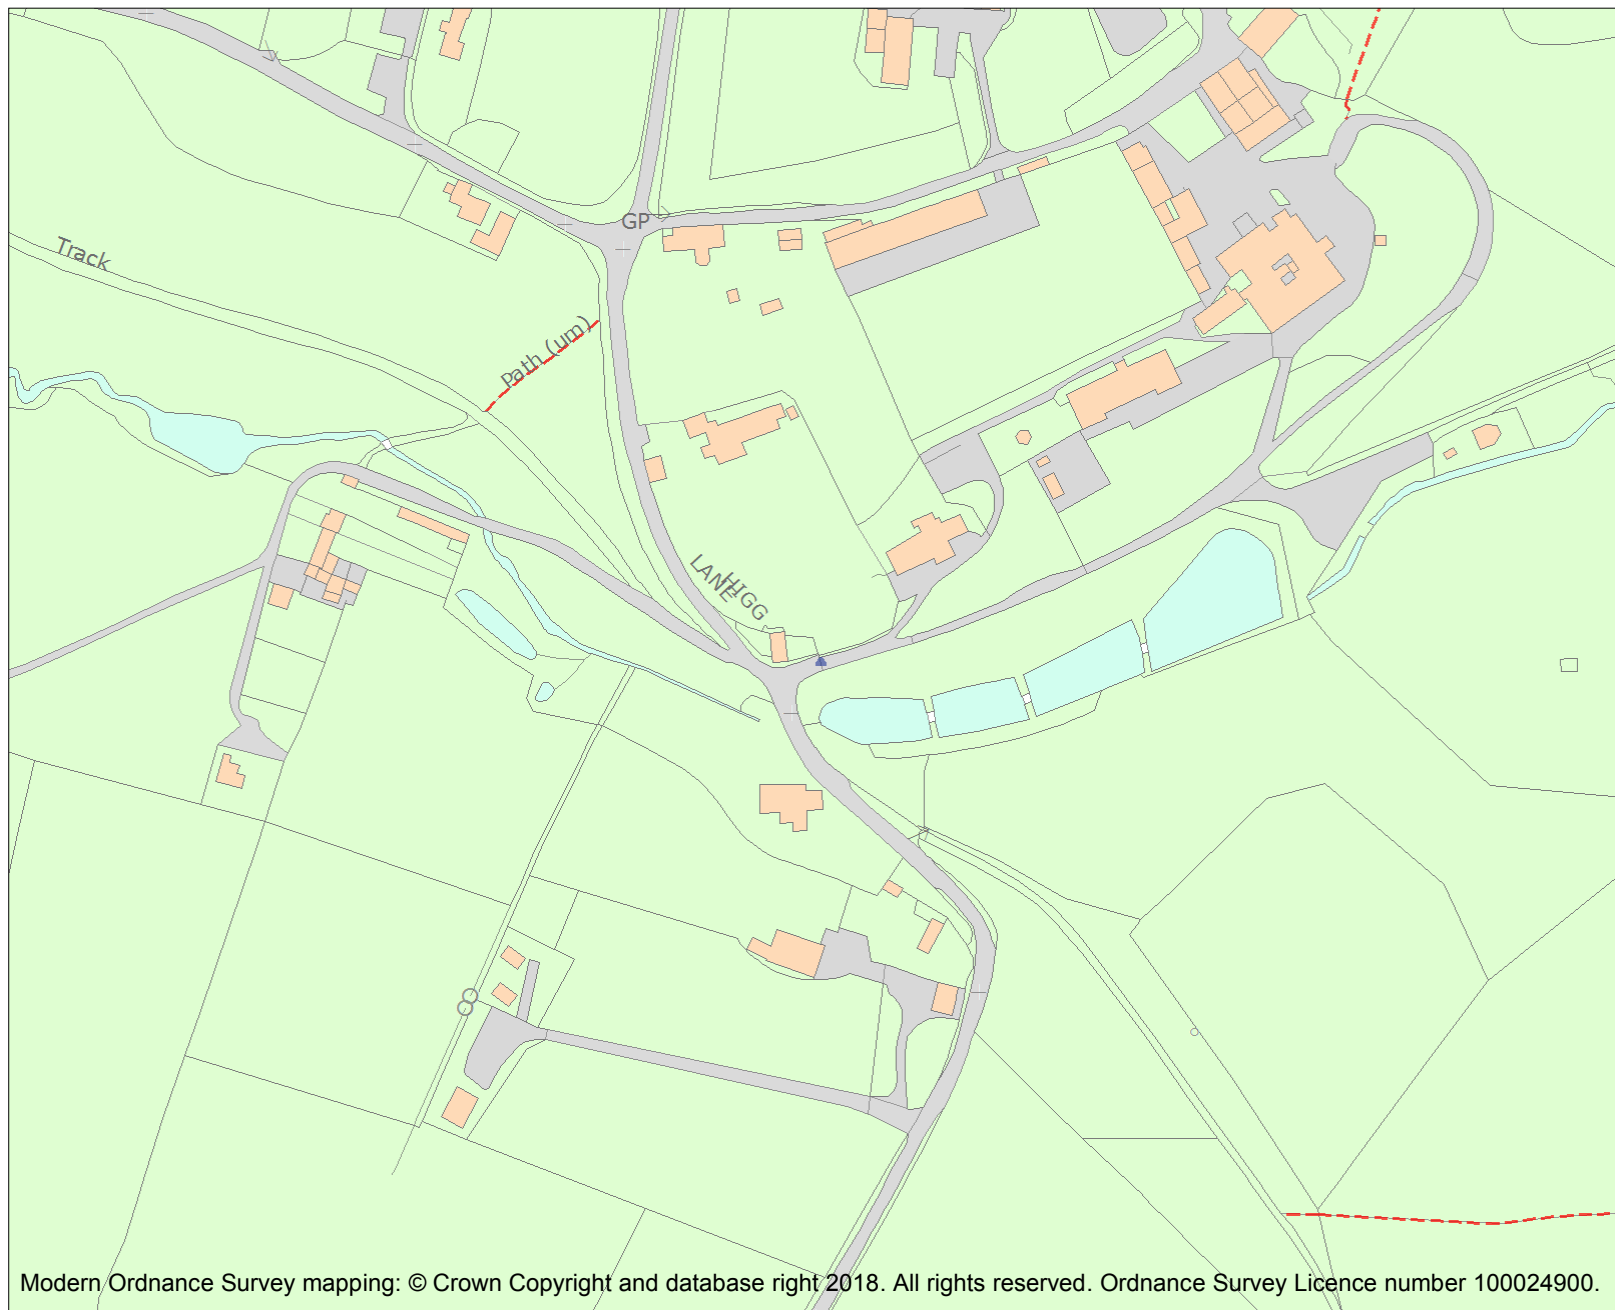 GP
Track
Path (um)
LANE
HIGG
Modern Ordnance Survey mapping: © Crown Copyright and database right 2018. All rights reserved. Ordnance Survey Licence number 100024900.